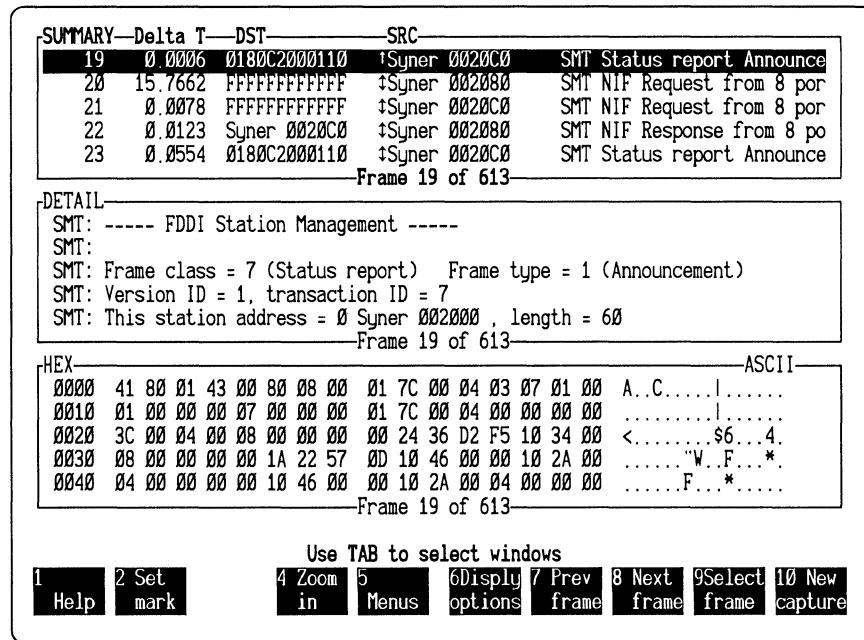 SUMMARY—Delta T—DST—SRC
19 0.0006 0180C2000110 ↑Syner 0020C0 SMT Status report Announce
20 15.7662 FFFFFFFFFFFF ↕Syner 002080 SMT NIF Request from 8 por
21 0.0078 FFFFFFFFFFFF ↕Syner 0020C0 SMT NIF Request from 8 por
22 0.0123 Syner 0020C0 ↕Syner 002080 SMT NIF Response from 8 po
23 0.0554 0180C2000110 ↕Syner 0020C0 SMT Status report Announce
Frame 19 of 613
DETAIL
SMT: ----- FDDI Station Management -----
SMT:
SMT: Frame class = 7 (Status report) Frame type = 1 (Announcement)
SMT: Version ID = 1, transaction ID = 7
SMT: This station address = 0 Syner 002000 , length = 60
Frame 19 of 613
HEX ASCII
0000 41 80 01 43 00 80 08 00 01 7C 00 04 03 07 01 00 A..C.....|......
0010 01 00 00 00 07 00 00 00 01 7C 00 04 00 00 00 00 .........|......
0020 3C 00 04 00 08 00 00 00 00 24 36 D2 F5 10 34 00 <........$6...4.
0030 08 00 00 00 00 1A 22 57 0D 10 46 00 00 10 2A 00 ......"W..F...*.
0040 04 00 00 00 00 10 46 00 00 10 2A 00 04 00 00 00 ......F...*.....
Frame 19 of 613
Use TAB to select windows
1 Help 2 Set mark 4 Zoom in 5 Menus 6Disply options 7 Prev frame 8 Next frame 9Select frame 10 New capture